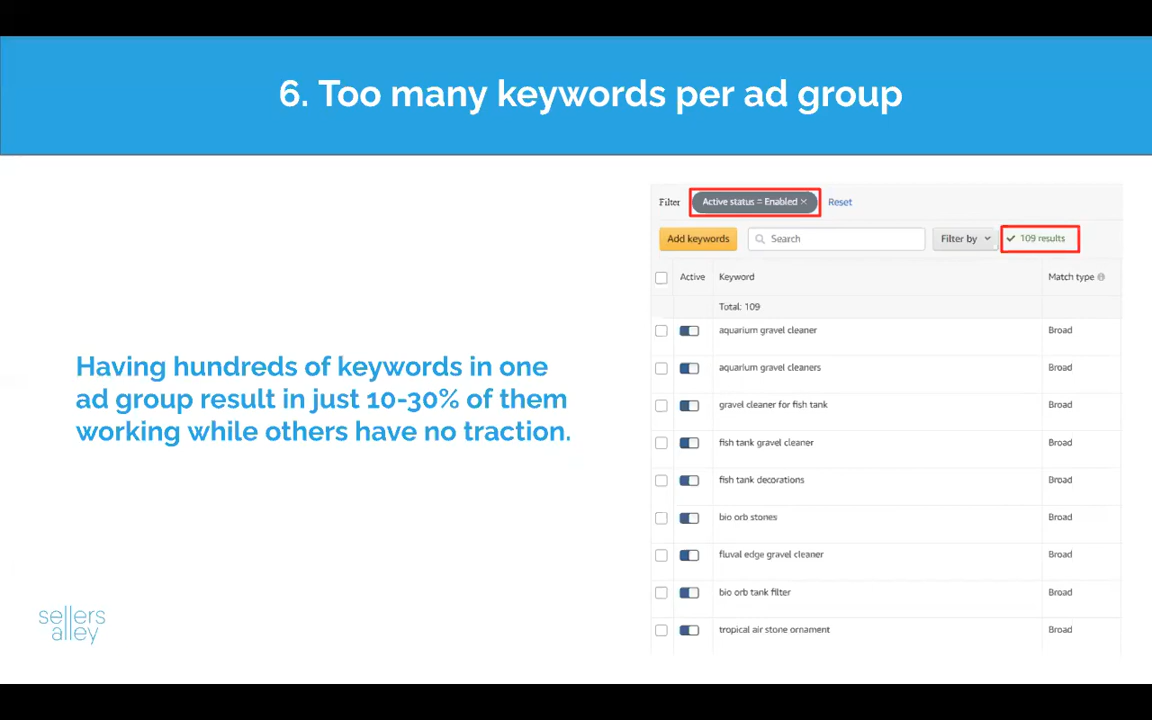 6. Too many keywords per ad group
Having hundreds of keywords in one
ad group result in just 10-30% of them
working while others have no traction.
sellers
alley
Filter Active status = Enabled × Reset
Add keywords Search Filter by 109 results
Active Keyword Match type
Total: 109
aquarium gravel cleaner Broad
aquarium gravel cleaners Broad
gravel cleaner for fish tank Broad
fish tank gravel cleaner Broad
fish tank decorations Broad
bio orb stones Broad
fluval edge gravel cleaner Broad
bio orb tank filter Broad
tropical air stone ornament Broad